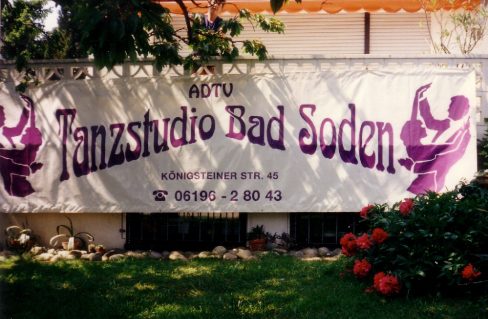 ADTV
Tanzstudio Bad Soden
KÖNIGSTEINER STR. 45
☎ 06196 - 2 80 43